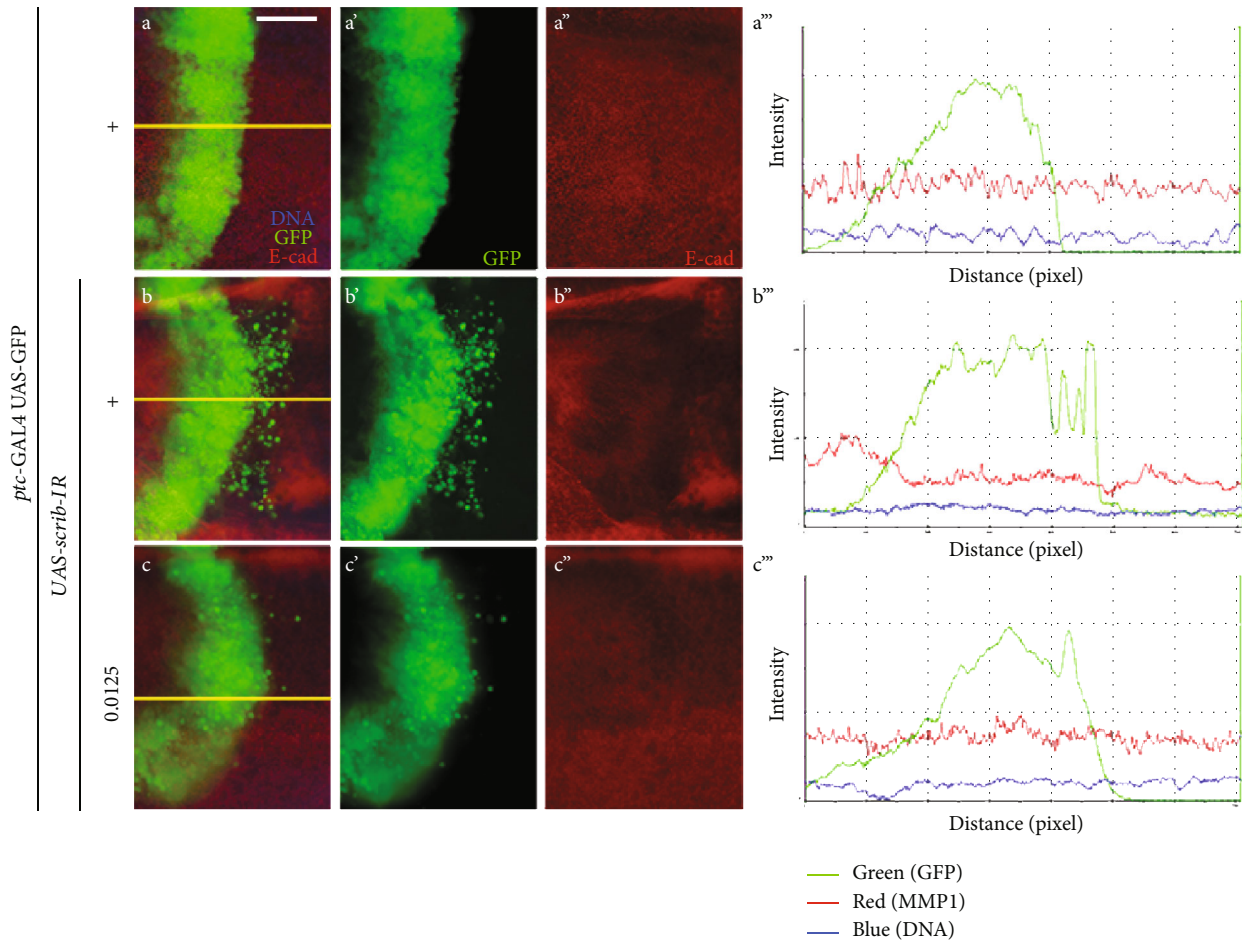 ptc-GAL4 UAS-GFP
UAS-scrib-IR
+
+
0.0125
a
DNA
GFP
E-cad
a'
GFP
a"
E-cad
a"'
Intensity
Distance (pixel)
b
b'
b"
b"'
Intensity
Distance (pixel)
c
c'
c"
c"'
Intensity
Distance (pixel)
Green (GFP)
Red (MMP1)
Blue (DNA)